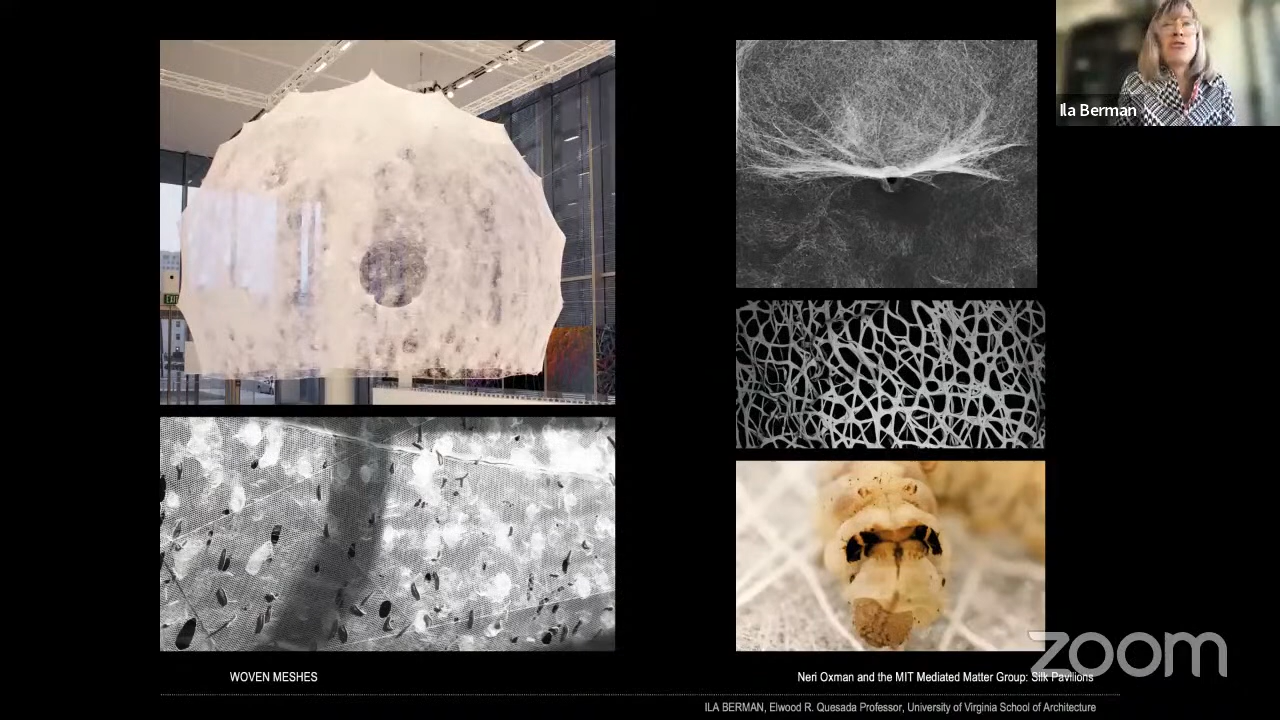 Ila Berman
EXIT
WOVEN MESHES
Neri Oxman and the MIT Mediated Matter Group: Silk Pavilions
zoom
ILA BERMAN, Elwood R. Quesada Professor, University of Virginia School of Architecture